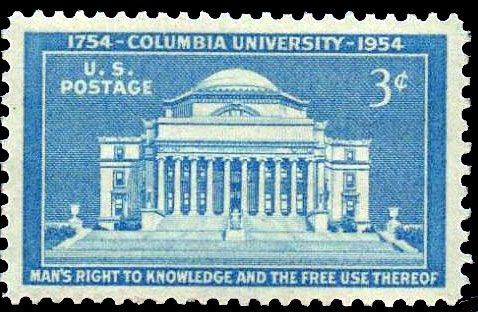 1754-COLUMBIA UNIVERSITY-1954
U. S.
POSTAGE
3¢
MAN'S RIGHT TO KNOWLEDGE AND THE FREE USE THEREOF